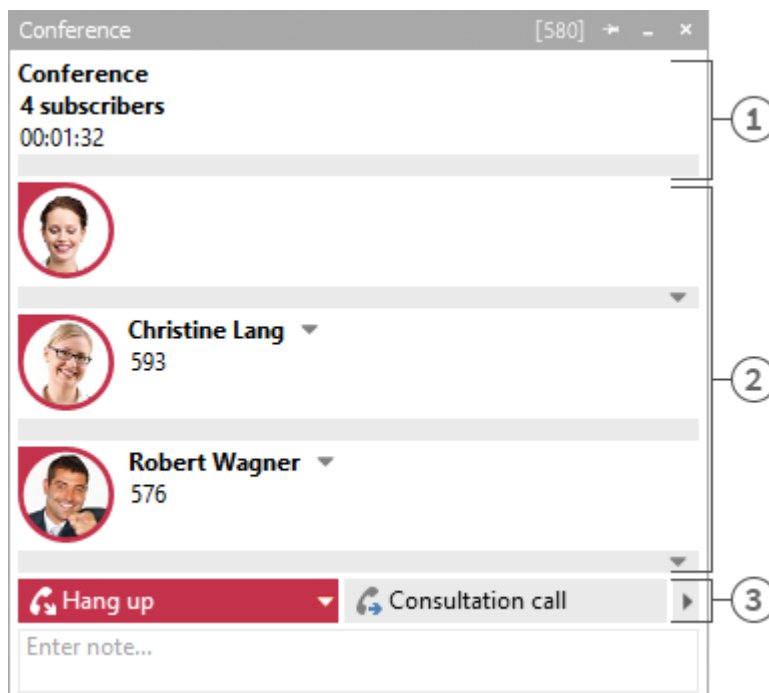 Conference [580]
Conference
4 subscribers
00:01:32
1
Christine Lang
593
2
Robert Wagner
576
Hang up Consultation call
3
Enter note...